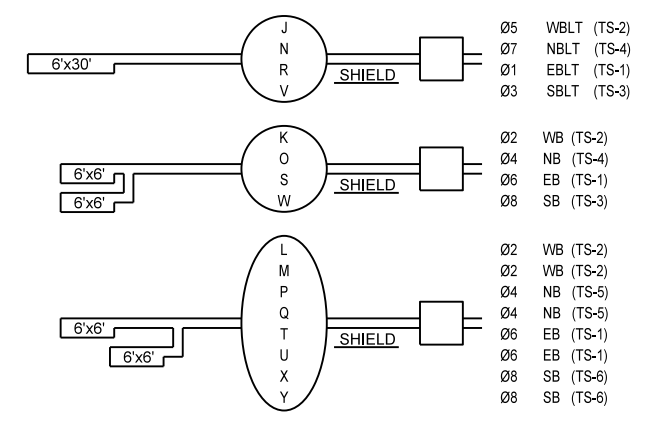 J Ø5 WBLT (TS-2)
N Ø7 NBLT (TS-4)
6'x30' R SHIELD Ø1 EBLT (TS-1)
V Ø3 SBLT (TS-3)
K Ø2 WB (TS-2)
O Ø4 NB (TS-4)
6'x6' S SHIELD Ø6 EB (TS-1)
6'x6' W Ø8 SB (TS-3)
L Ø2 WB (TS-2)
M Ø2 WB (TS-2)
P Ø4 NB (TS-5)
Q Ø4 NB (TS-5)
6'x6' T SHIELD Ø6 EB (TS-1)
6'x6' U Ø6 EB (TS-1)
X Ø8 SB (TS-6)
Y Ø8 SB (TS-6)